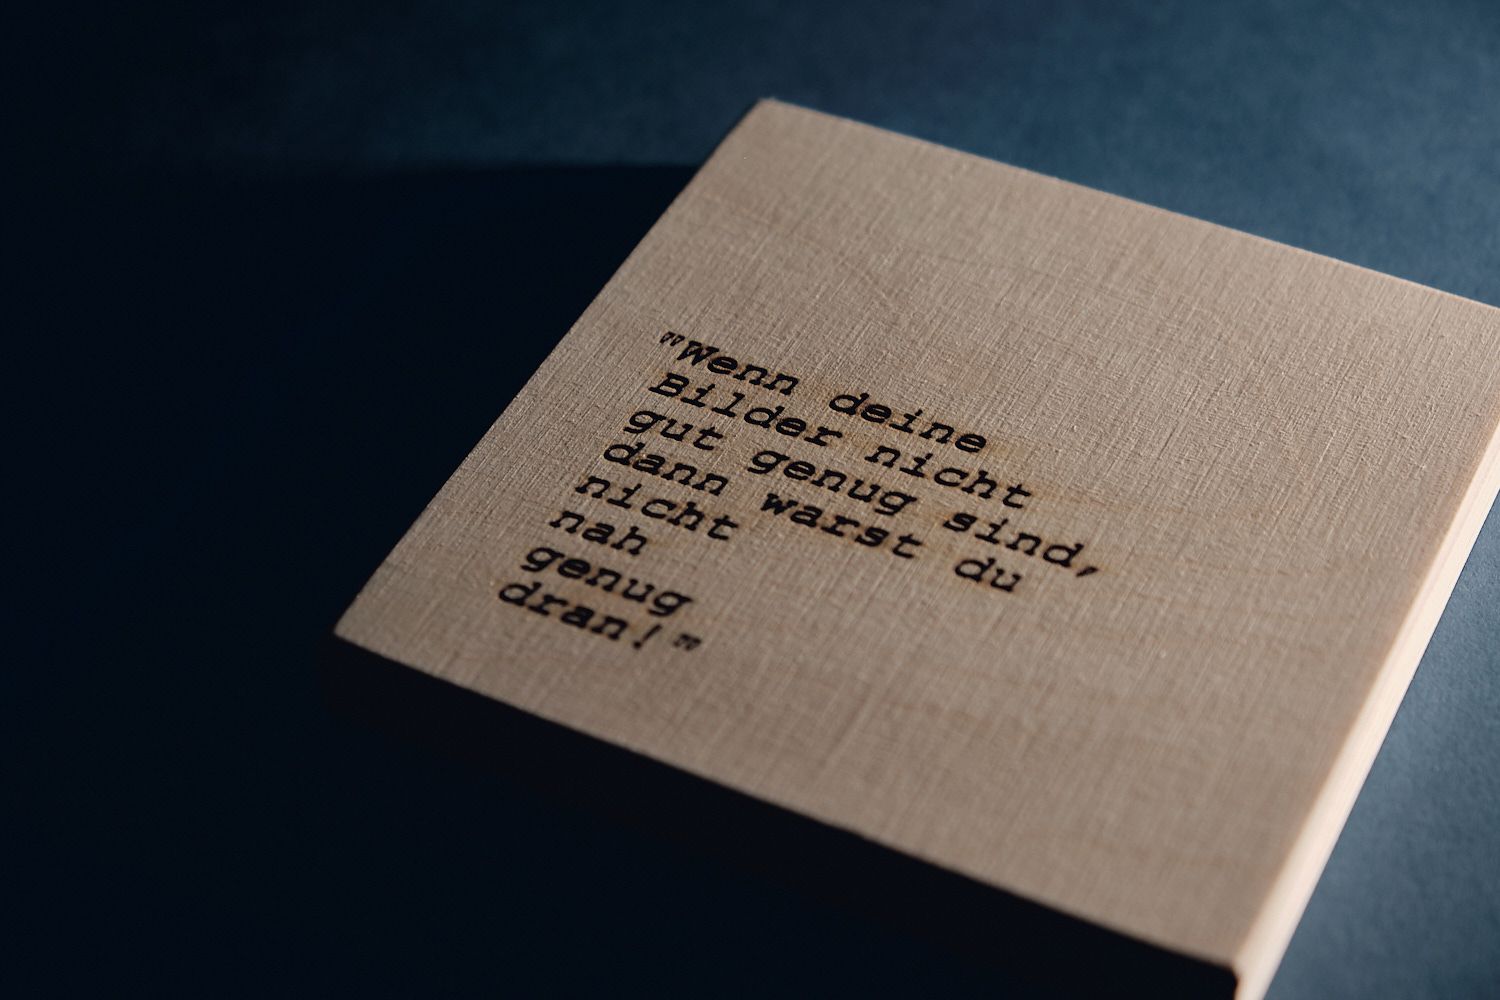 "Wenn deine
Bilder nicht
gut genug sind,
dann warst du
nicht
nah
genug
dran!"